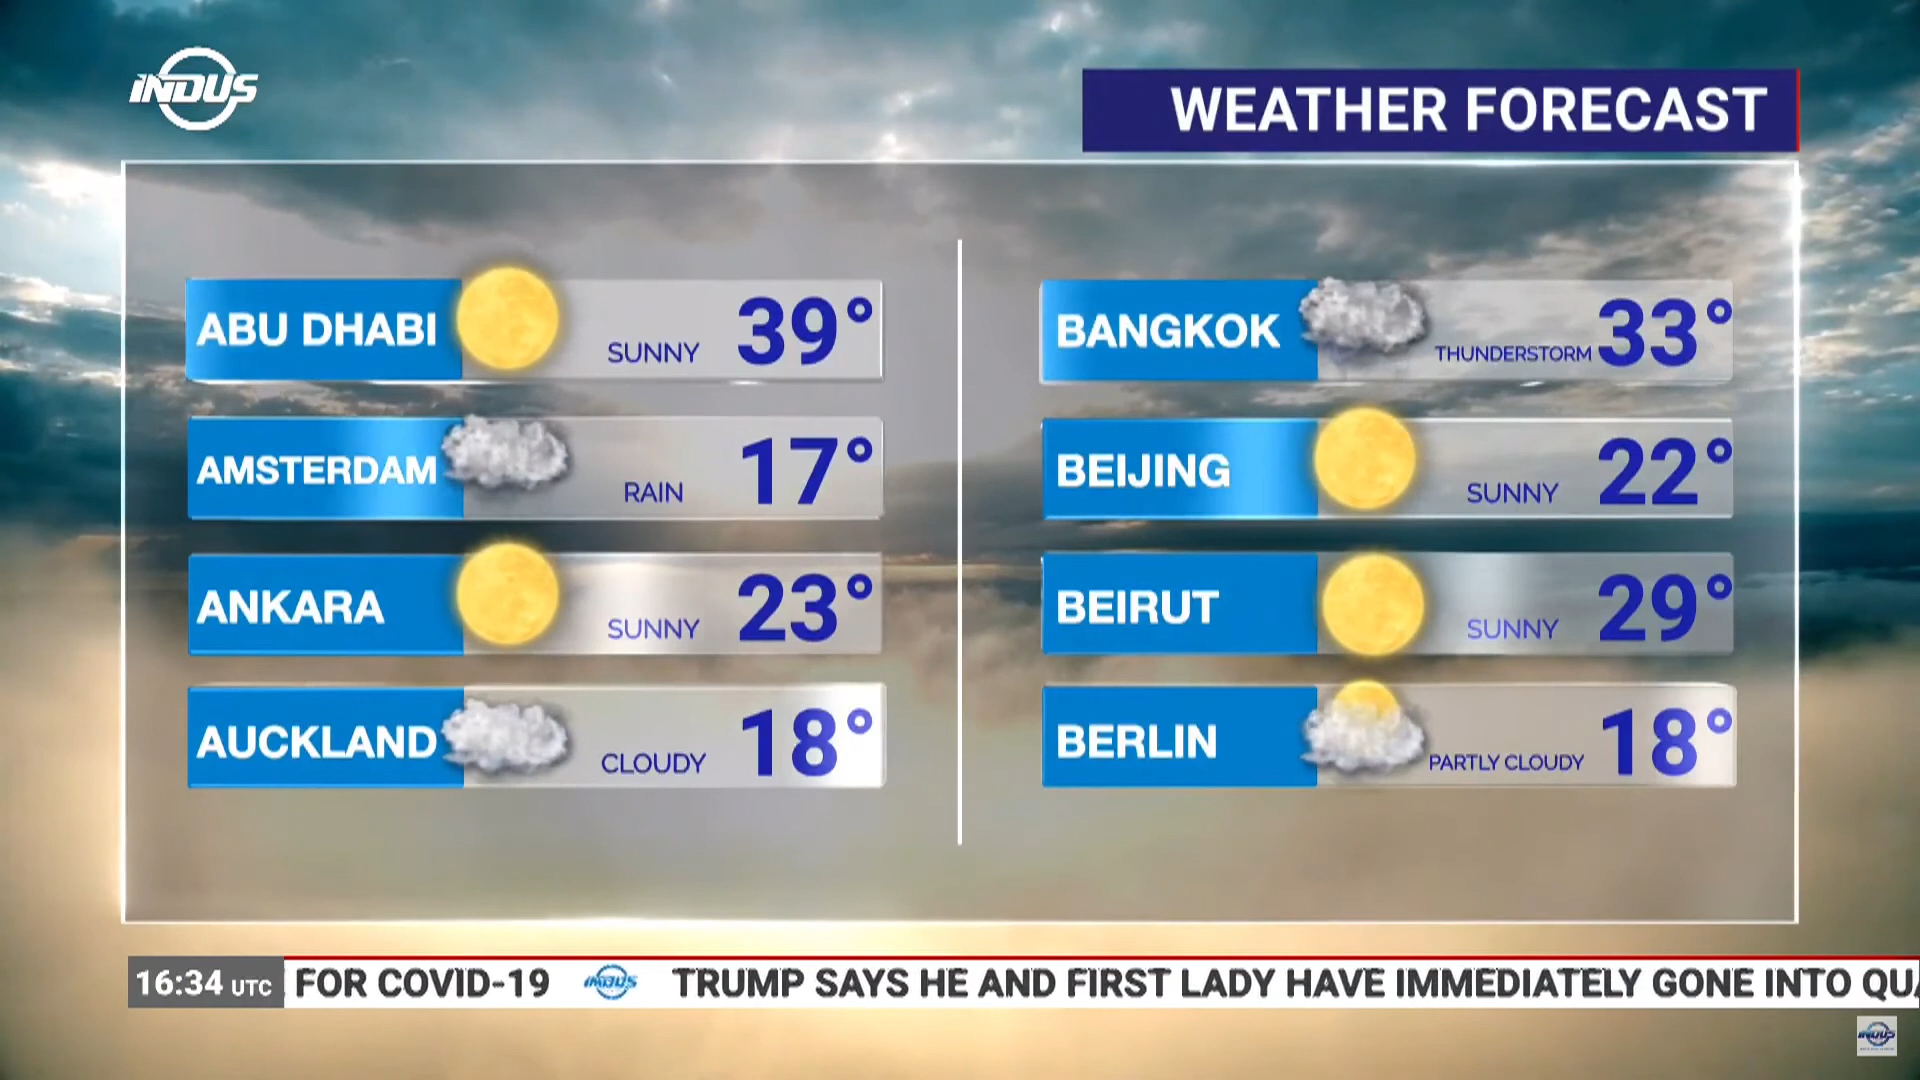 INDUS
WEATHER FORECAST
ABU DHABI SUNNY 39°
AMSTERDAM RAIN 17°
ANKARA SUNNY 23°
AUCKLAND CLOUDY 18°
BANGKOK THUNDERSTORM 33°
BEIJING SUNNY 22°
BEIRUT SUNNY 29°
BERLIN PARTLY CLOUDY 18°
16:34 UTC FOR COVID-19 INDUS TRUMP SAYS HE AND FIRST LADY HAVE IMMEDIATELY GONE INTO QUA
INDUS